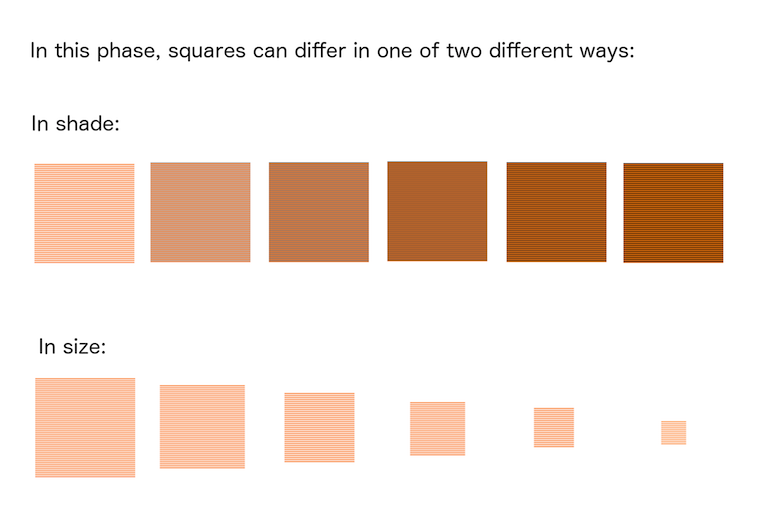 In this phase, squares can differ in one of two different ways:
In shade:
In size: